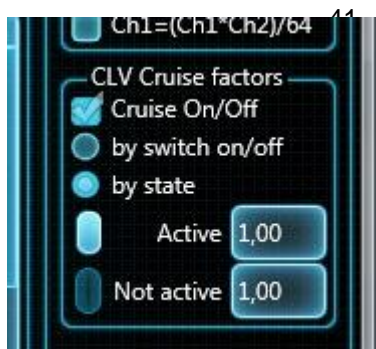 41
Ch1=(Ch1*Ch2)/64
CLV Cruise factors
Cruise On/Off
by switch on/off
by state
Active 1,00
Not active 1,00